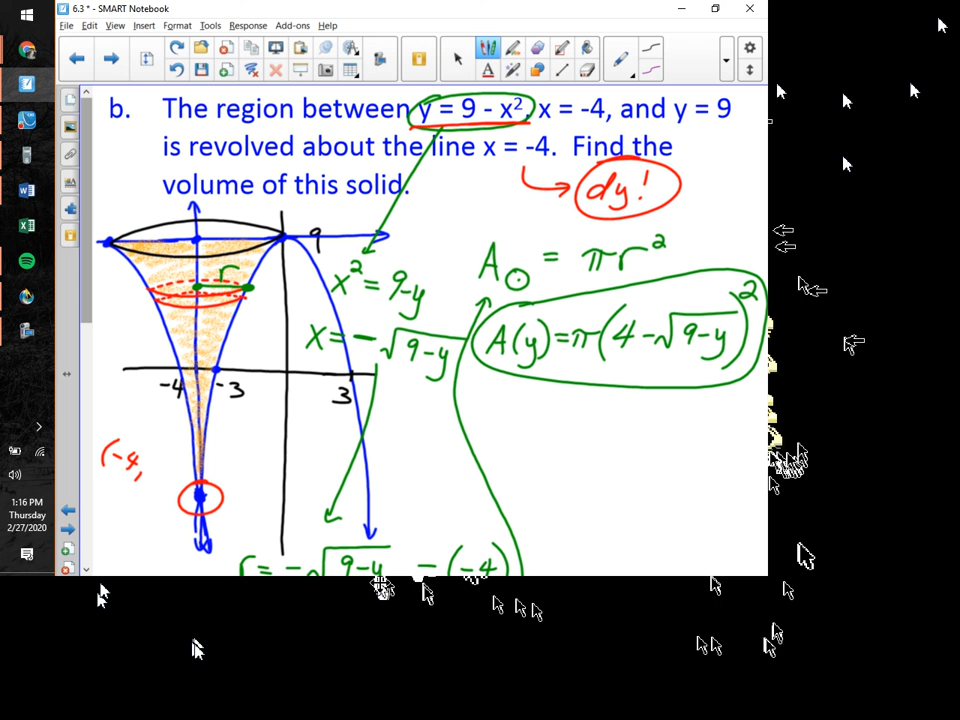 6.3 * - SMART Notebook
File Edit View Insert Format Tools Response Add-ons Help
b. The region between y = 9 - x², x = -4, and y = 9
is revolved about the line x = -4. Find the
volume of this solid.
dy!
9
r
A⊙ = πr²
x² = 9-y
x = -√9-y
A(y)=π(4-√9-y)²
-4
-3
3
(-4,
r = -√9-y - (-4)
1:16 PM
Thursday
2/27/2020